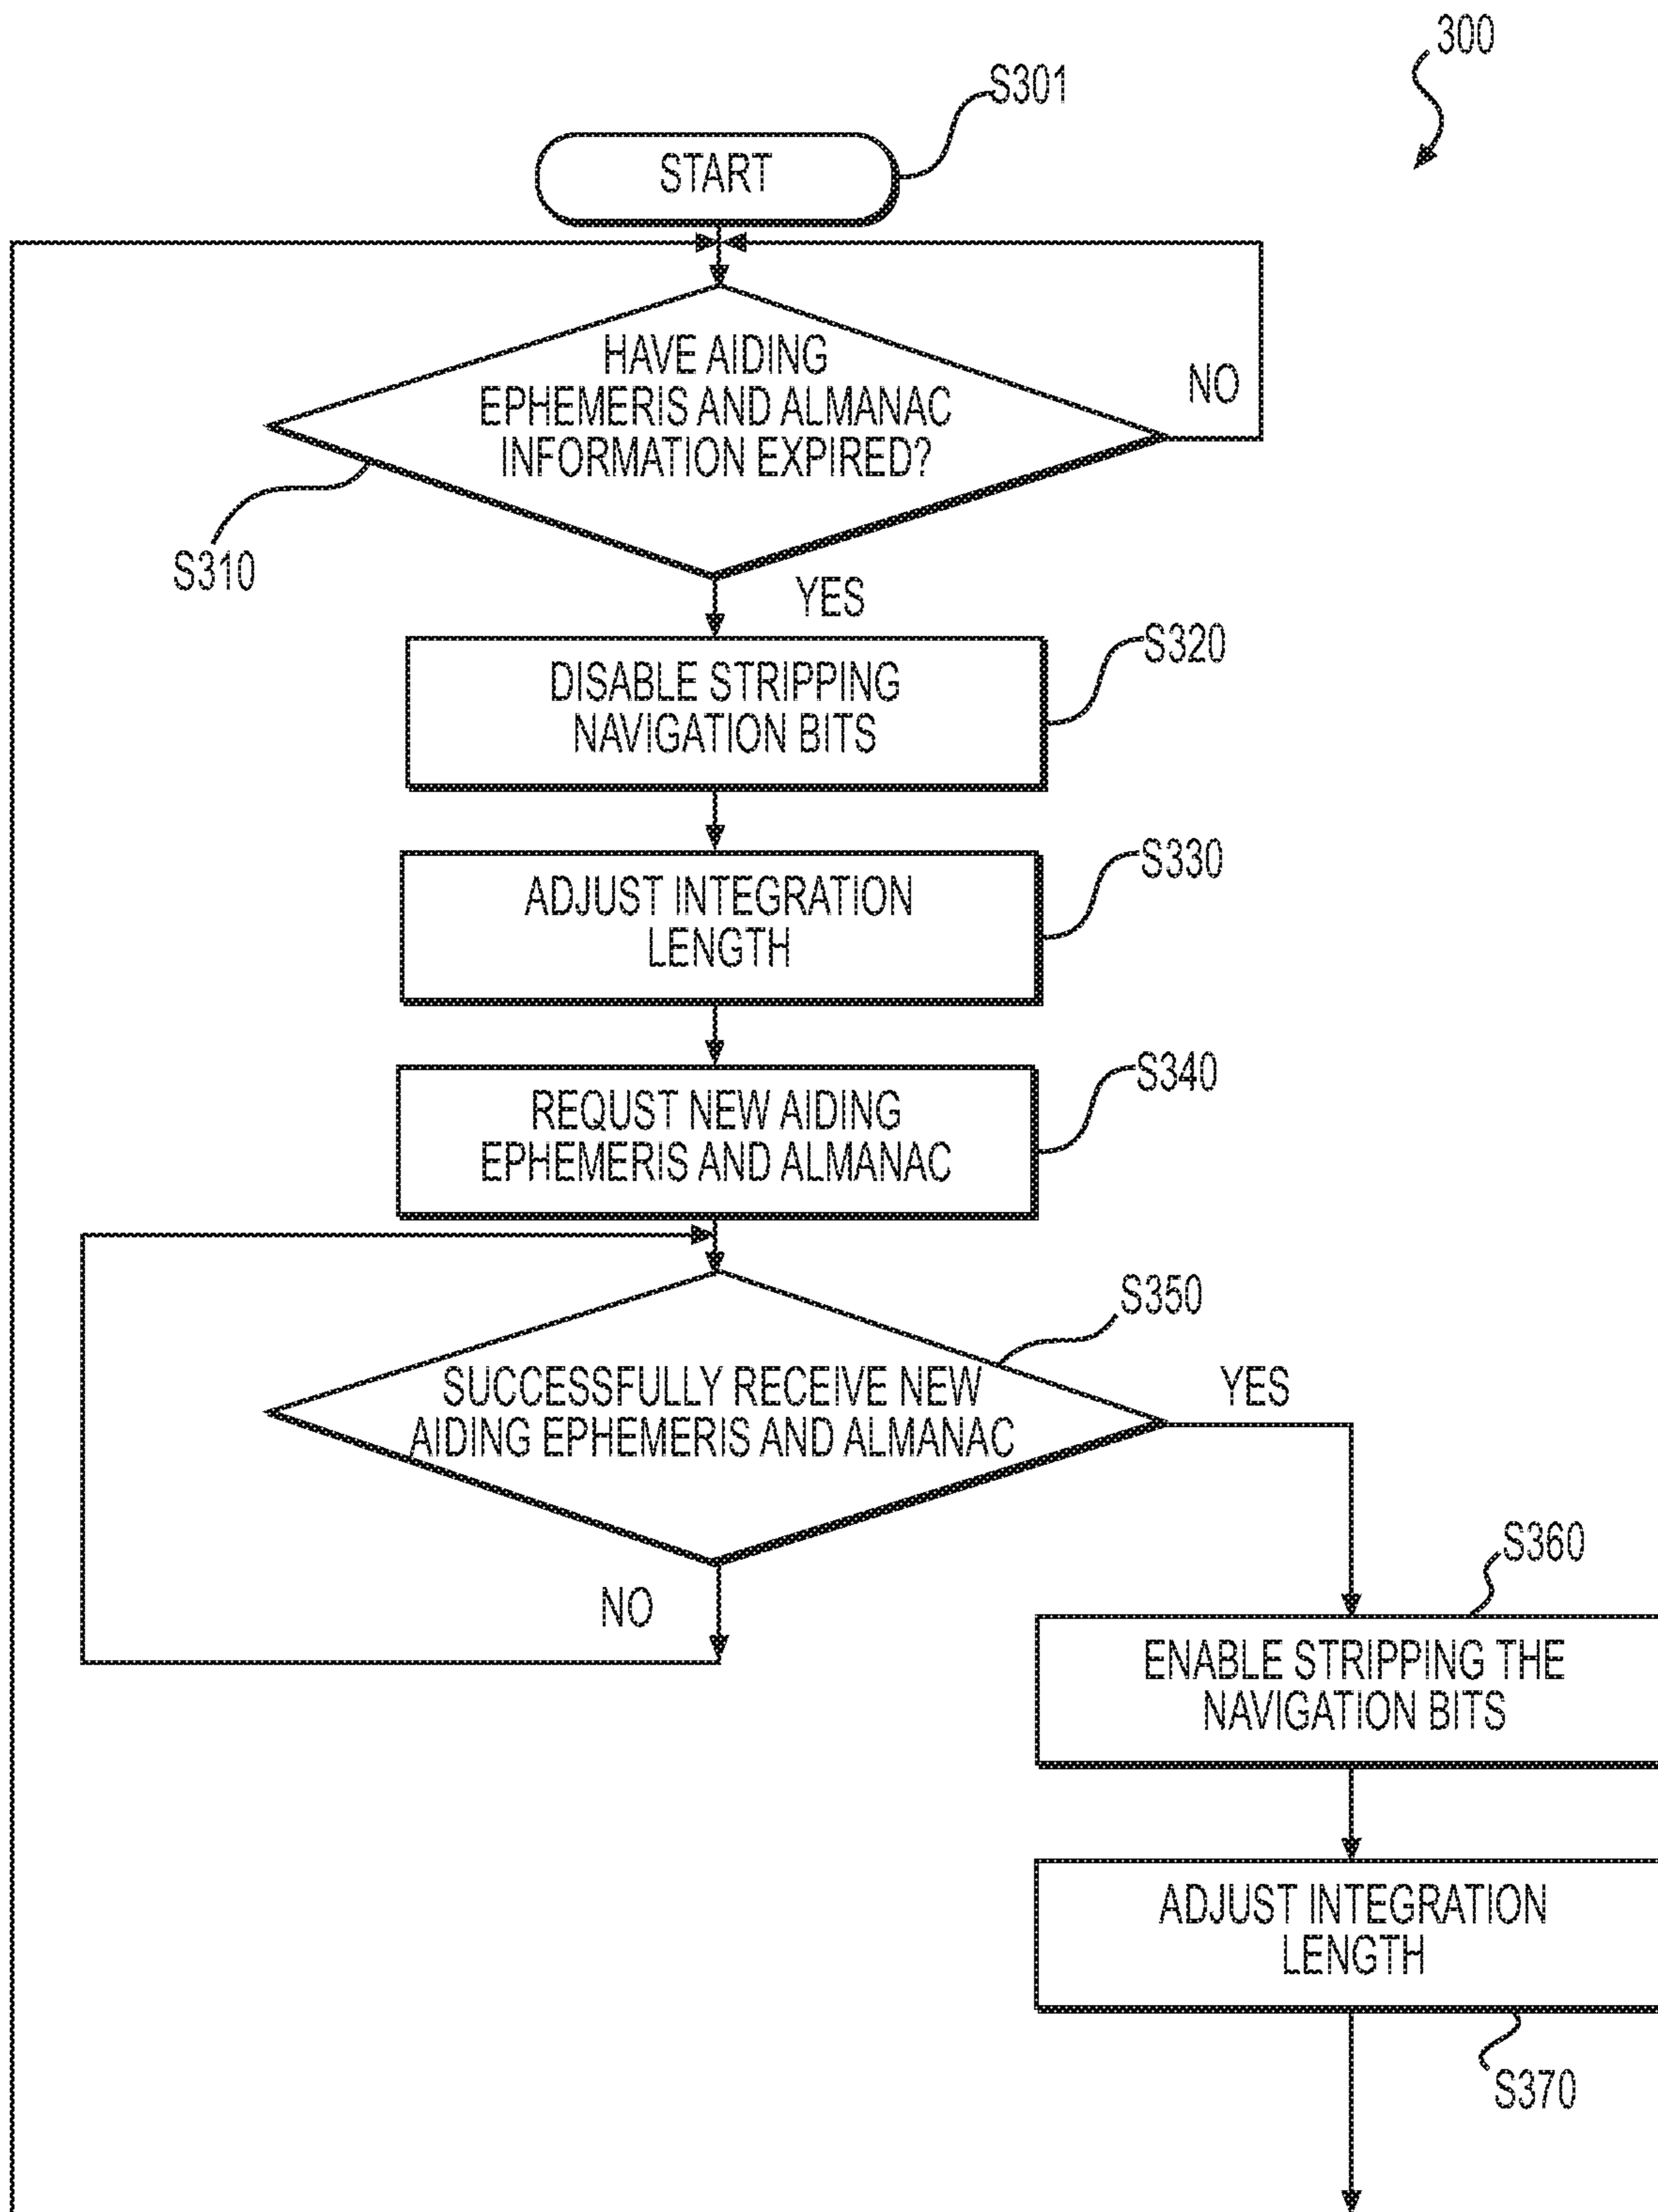 300
S301
START
HAVE AIDING
EPHEMERIS AND ALMANAC
INFORMATION EXPIRED?
NO
S310
YES
S320
DISABLE STRIPPING
NAVIGATION BITS
S330
ADJUST INTEGRATION
LENGTH
S340
REQUST NEW AIDING
EPHEMERIS AND ALMANAC
S350
SUCCESSFULLY RECEIVE NEW
AIDING EPHEMERIS AND ALMANAC
YES
NO
S360
ENABLE STRIPPING THE
NAVIGATION BITS
ADJUST INTEGRATION
LENGTH
S370